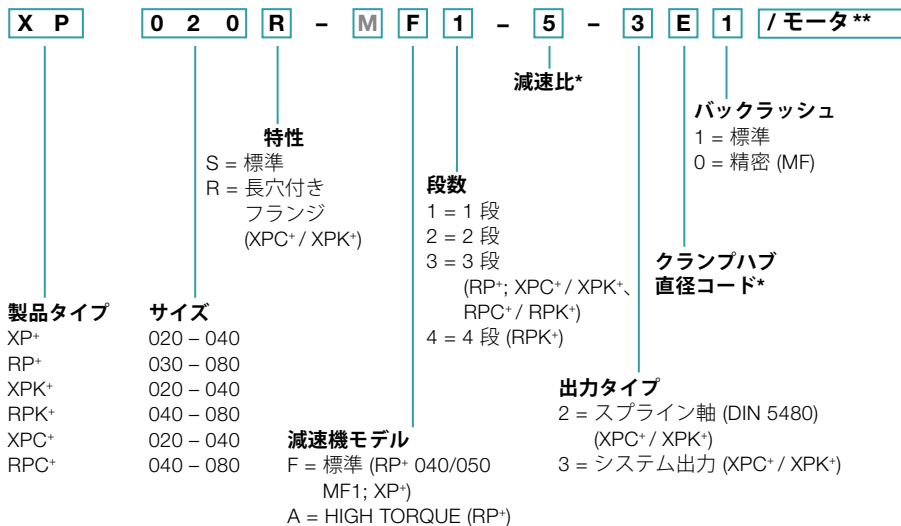 X P 0 2 0 R – M F 1 – 5 – 3 E 1 / モータ**
減速比*
バックラッシュ
1 = 標準
0 = 精密 (MF)
特性
S = 標準
R = 長穴付き
フランジ
(XPC⁺ / XPK⁺)
段数
1 = 1 段
2 = 2 段
3 = 3 段
(RP⁺; XPC⁺ / XPK⁺、
RPC⁺ / RPK⁺)
4 = 4 段 (RPK⁺)
クランプハブ
直径コード*
製品タイプ
XP⁺
RP⁺
XPK⁺
RPK⁺
XPC⁺
RPC⁺
サイズ
020 – 040
030 – 080
020 – 040
040 – 080
020 – 040
040 – 080
減速機モデル
F = 標準 (RP⁺ 040/050
MF1; XP⁺)
A = HIGH TORQUE (RP⁺)
出力タイプ
2 = スプライン軸 (DIN 5480)
(XPC⁺ / XPK⁺)
3 = システム出力 (XPC⁺ / XPK⁺)